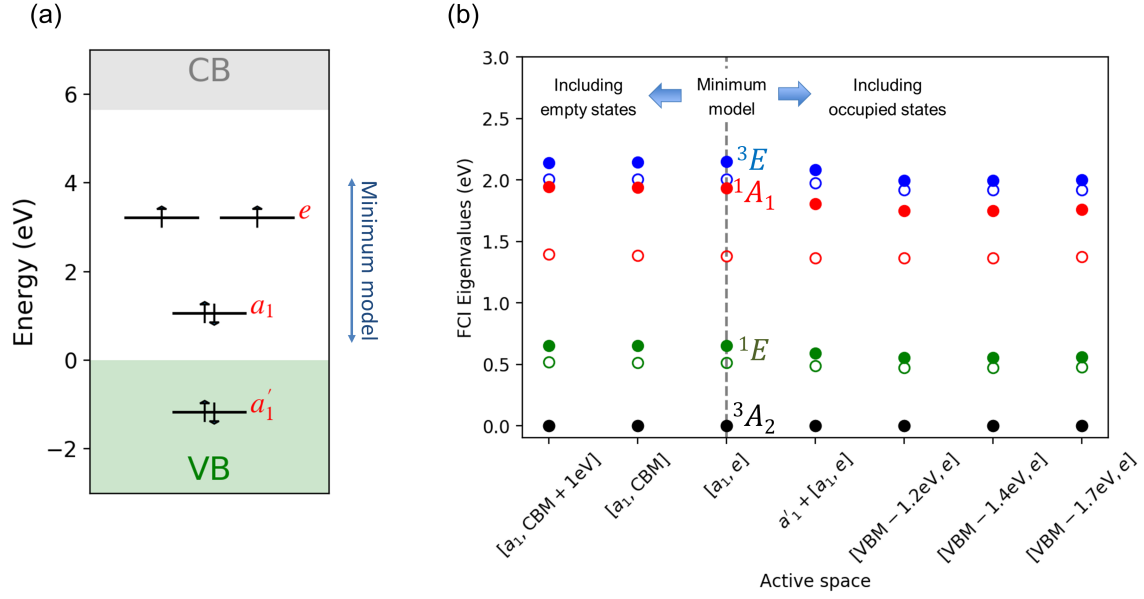 (a)
CB
6
4
2
0
−2
Energy (eV)
e
a₁
a₁′
VB
Minimum model
(b)
3.0
2.5
2.0
1.5
1.0
0.5
0.0
FCI Eigenvalues (eV)
Including
empty states
Minimum
model
Including
occupied states
³E
¹A₁
¹E
³A₂
[a₁, CBM + 1eV]
[a₁, CBM]
[a₁, e]
a′₁ + [a₁, e]
[VBM − 1.2eV, e]
[VBM − 1.4eV, e]
[VBM − 1.7eV, e]
Active space